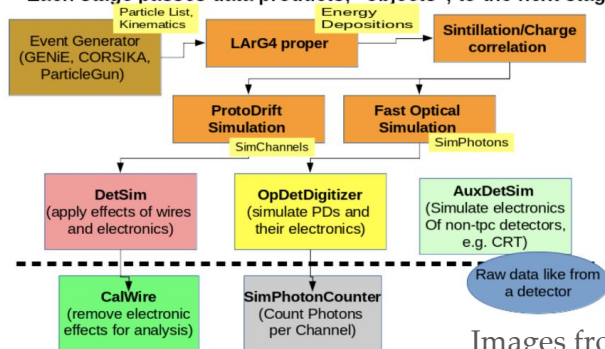 Each stage passes data products, "objects", to the next stage
Particle List,
Kinematics
Event Generator
(GENiE, CORSIKA,
ParticleGun)
LArG4 proper
Energy
Depositions
Sintillation/Charge
correlation
ProtoDrift
Simulation
SimChannels
Fast Optical
Simulation
SimPhotons
DetSim
(apply effects of wires
and electronics)
OpDetDigitizer
(simulate PDs and
their electronics)
AuxDetSim
(Simulate electronics
Of non-tpc detectors,
e.g. CRT)
Raw data like from
a detector
CalWire
(remove electronic
effects for analysis)
SimPhotonCounter
(Count Photons
per Channel)
Images fro